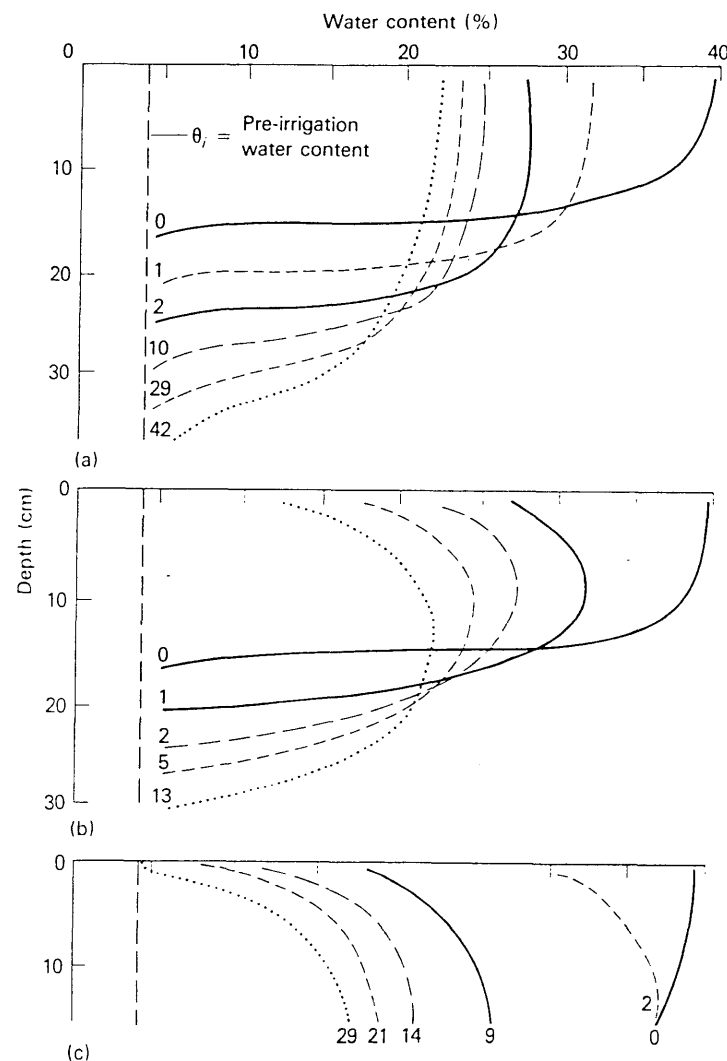 Water content (%)
0 10 20 30 40
θi = Pre-irrigation
water content
10
0
1
20
2
10
30
29
42
(a)
0
Depth (cm)
10
0
1
20
2
5
13
30
(b)
0
10
2
29 21 14 9 0
(c)